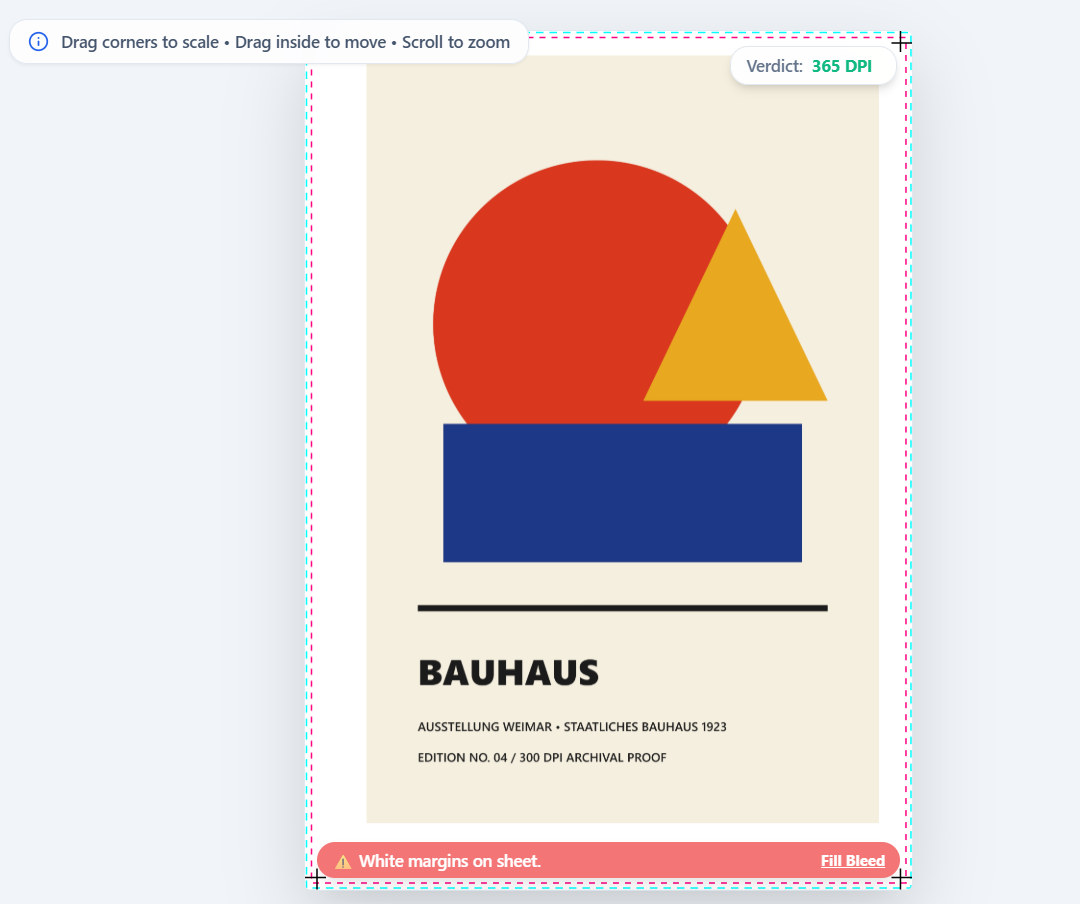 Drag corners to scale • Drag inside to move • Scroll to zoom
Verdict: 365 DPI
BAUHAUS
AUSSTELLUNG WEIMAR • STAATLICHES BAUHAUS 1923
EDITION NO. 04 / 300 DPI ARCHIVAL PROOF
White margins on sheet. Fill Bleed